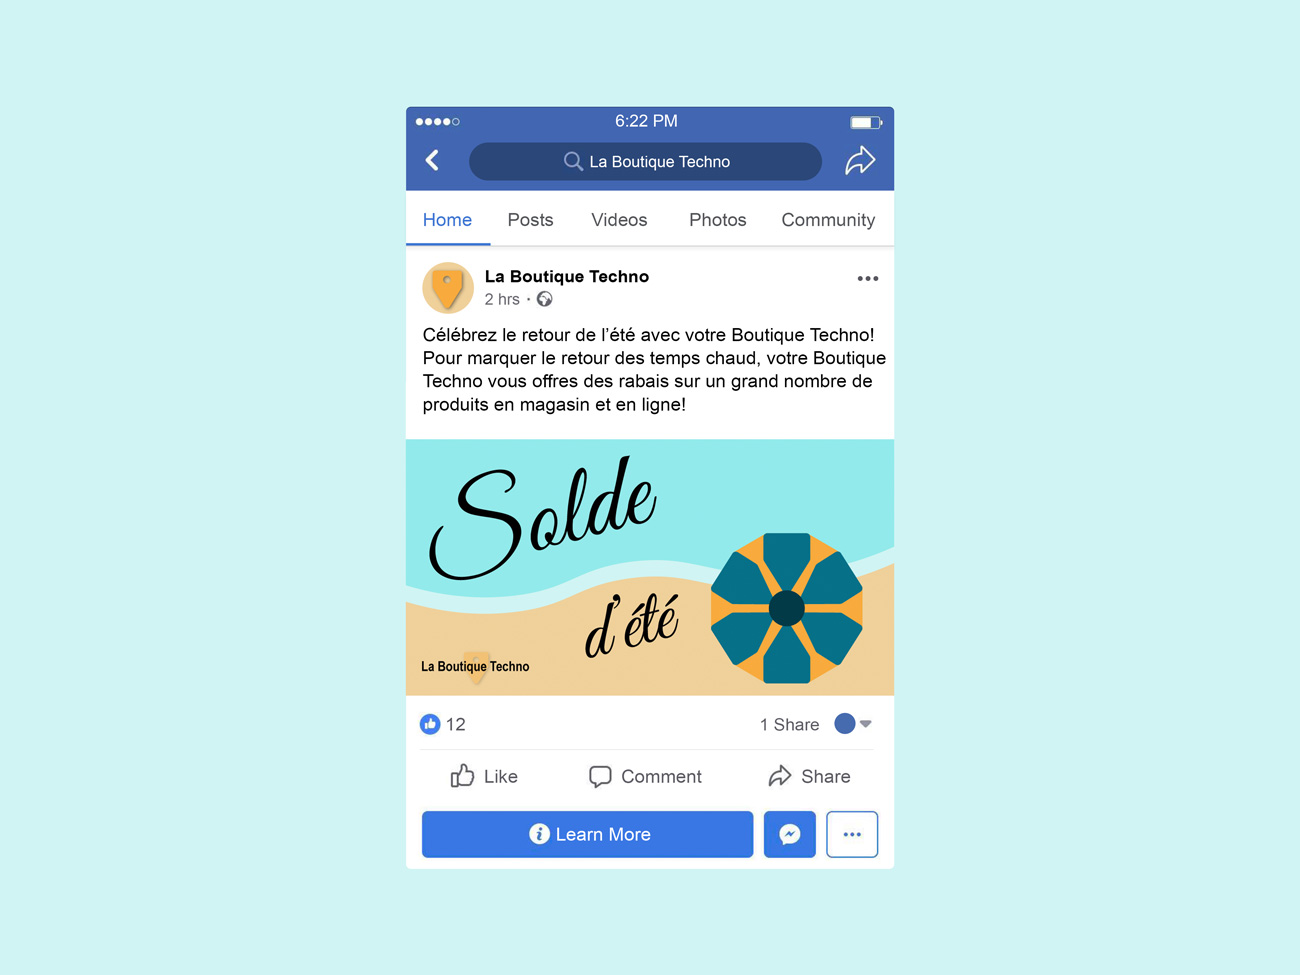 6:22 PM
La Boutique Techno
Home Posts Videos Photos Community
La Boutique Techno
2 hrs ·
Célébrez le retour de l’été avec votre Boutique Techno!
Pour marquer le retour des temps chaud, votre Boutique
Techno vous offres des rabais sur un grand nombre de
produits en magasin et en ligne!
Solde
d’été
La Boutique Techno
12 1 Share
Like Comment Share
Learn More